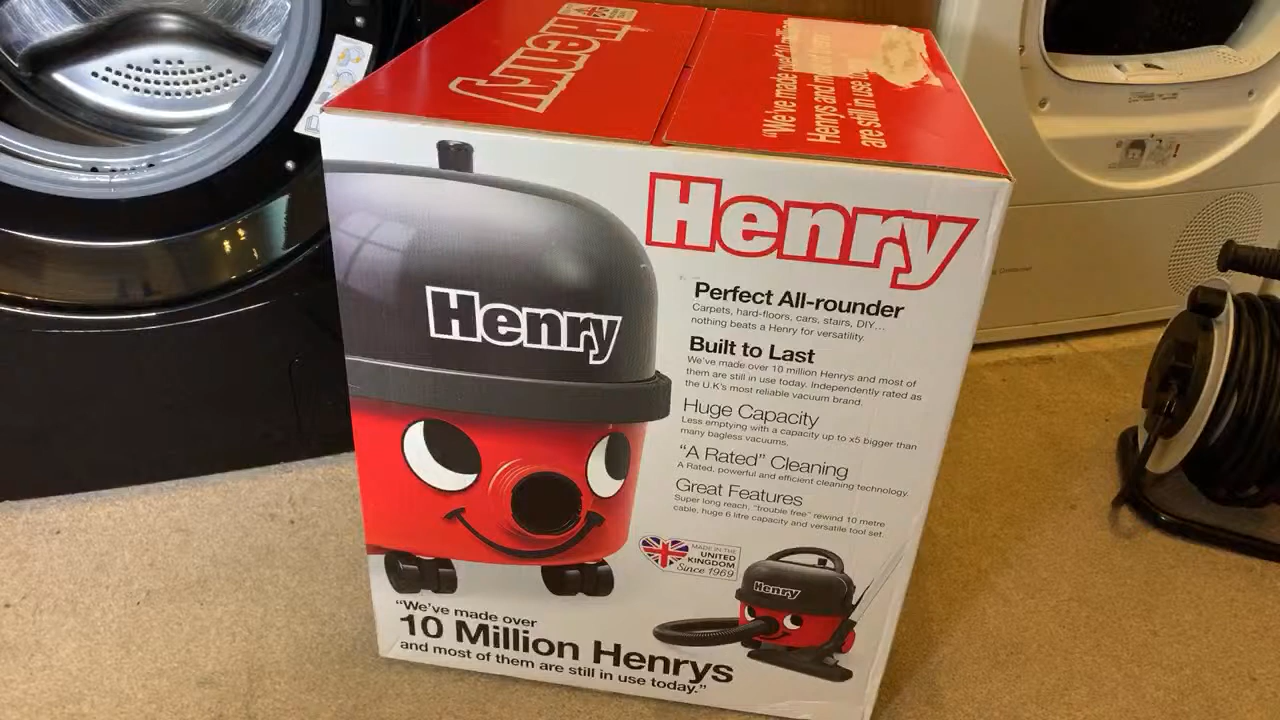 Henry
"We've made over 10 million
Henrys and most of them
are still in use
Henry
Henry
Perfect All-rounder
Carpets, hard-floors, cars, stairs, DIY...
nothing beats a Henry for versatility.
Built to Last
We've made over 10 million Henrys and most of
them are still in use today. Independently rated as
the U.K's most reliable vacuum brand.
Huge Capacity
Less emptying with a capacity up to x5 bigger than
many bagless vacuums.
"A Rated" Cleaning
A Rated, powerful and efficient cleaning technology.
Great Features
Super long reach, "trouble free" rewind 10 metre
cable, huge 6 litre capacity and versatile tool set.
MADE IN THE
UNITED
KINGDOM
Since 1969
Henry
"We've made over
10 Million Henrys
and most of them are still in use today."